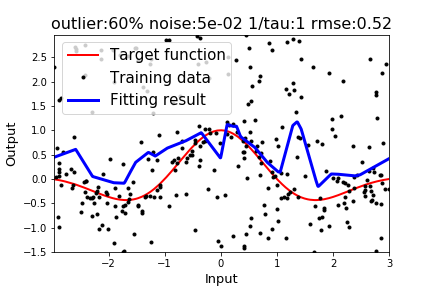 outlier:60% noise:5e-02 1/tau:1 rmse:0.52
Target function
Training data
Fitting result
Output
2.5
2.0
1.5
1.0
0.5
0.0
−0.5
−1.0
−1.5
−2
−1
0
1
2
3
Input